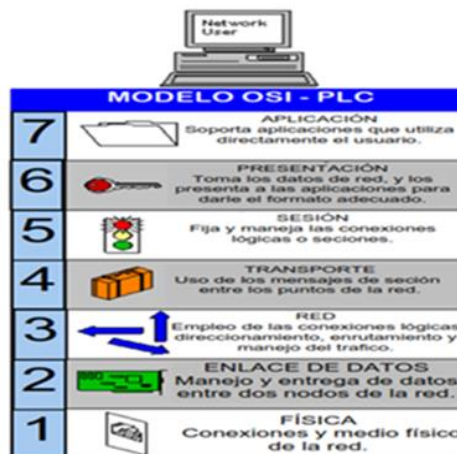 Network
User
MODELO OSI - PLC
7
APLICACIÓN
Soporta aplicaciones que utiliza
directamente el usuario.
6
PRESENTACIÓN
Toma los datos de red, y los
presenta a las aplicaciones para
darle el formato adecuado.
5
SESIÓN
Fija y maneja las conexiones
lógicas o seciones.
4
TRANSPORTE
Uso de los mensajes de seción
entre los puntos de la red.
3
RED
Empleo de las conexiones lógicas
direccionamiento, enrutamiento y
manejo del trafico.
2
ENLACE DE DATOS
Manejo y entrega de datos
entre dos nodos de la red.
1
FÍSICA
Conexiones y medio físico
de la red.